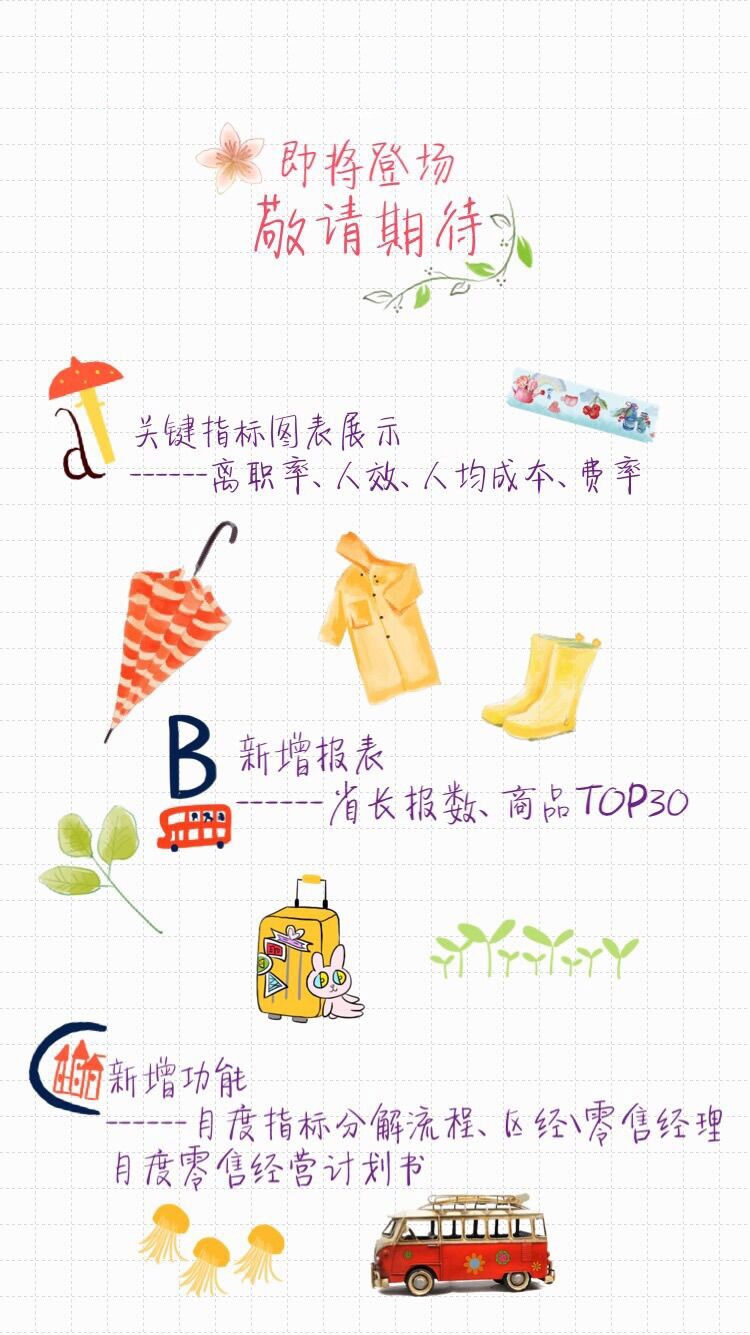 即将登场
敬请期待
a
关键指标图表展示
------离职率、人效、人均成本、费率
B
新增报表
------省长报数、商品TOP30
C
新增功能
------月度指标分解流程、区经\零售经理
月度零售经营计划书